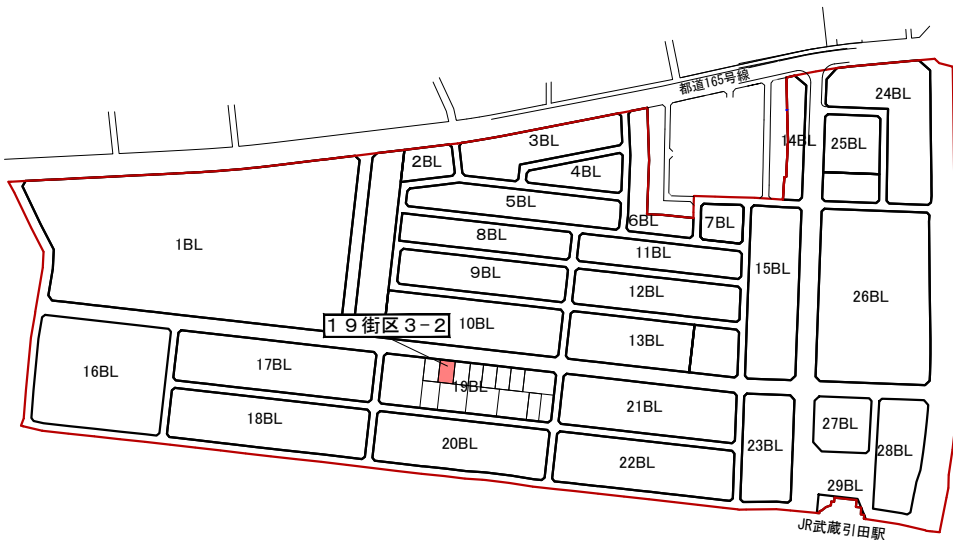 都道165号線
24BL
3BL
14BL
25BL
2BL
4BL
5BL
6BL
7BL
8BL
11BL
1BL
9BL
15BL
12BL
26BL
10BL
19街区3-2
13BL
17BL
16BL
19BL
21BL
18BL
27BL
20BL
23BL
28BL
22BL
29BL
JR武蔵引田駅